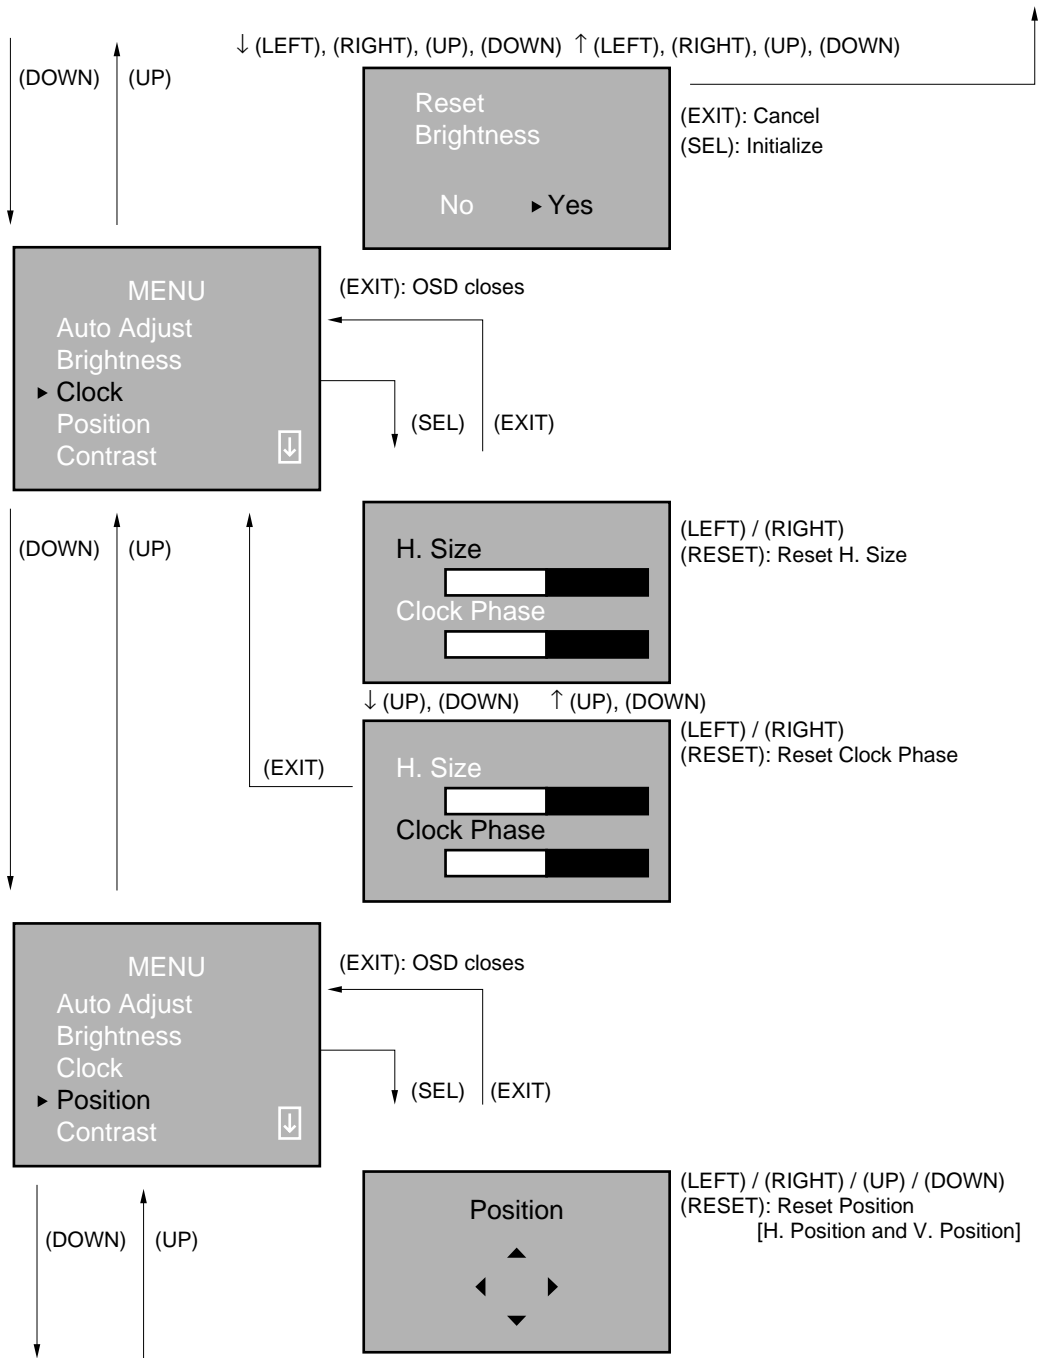 ↓ (LEFT), (RIGHT), (UP), (DOWN) ↑ (LEFT), (RIGHT), (UP), (DOWN)
(DOWN) (UP)
Reset
Brightness
No ▸ Yes
(EXIT): Cancel
(SEL): Initialize
MENU
Auto Adjust
Brightness
▸ Clock
Position
Contrast ↓
(EXIT): OSD closes
(SEL) (EXIT)
(DOWN) (UP)
H. Size
Clock Phase
(LEFT) / (RIGHT)
(RESET): Reset H. Size
↓ (UP), (DOWN) ↑ (UP), (DOWN)
(EXIT)
H. Size
Clock Phase
(LEFT) / (RIGHT)
(RESET): Reset Clock Phase
MENU
Auto Adjust
Brightness
Clock
▸ Position
Contrast ↓
(EXIT): OSD closes
(SEL) (EXIT)
(DOWN) (UP)
Position
(LEFT) / (RIGHT) / (UP) / (DOWN)
(RESET): Reset Position
[H. Position and V. Position]